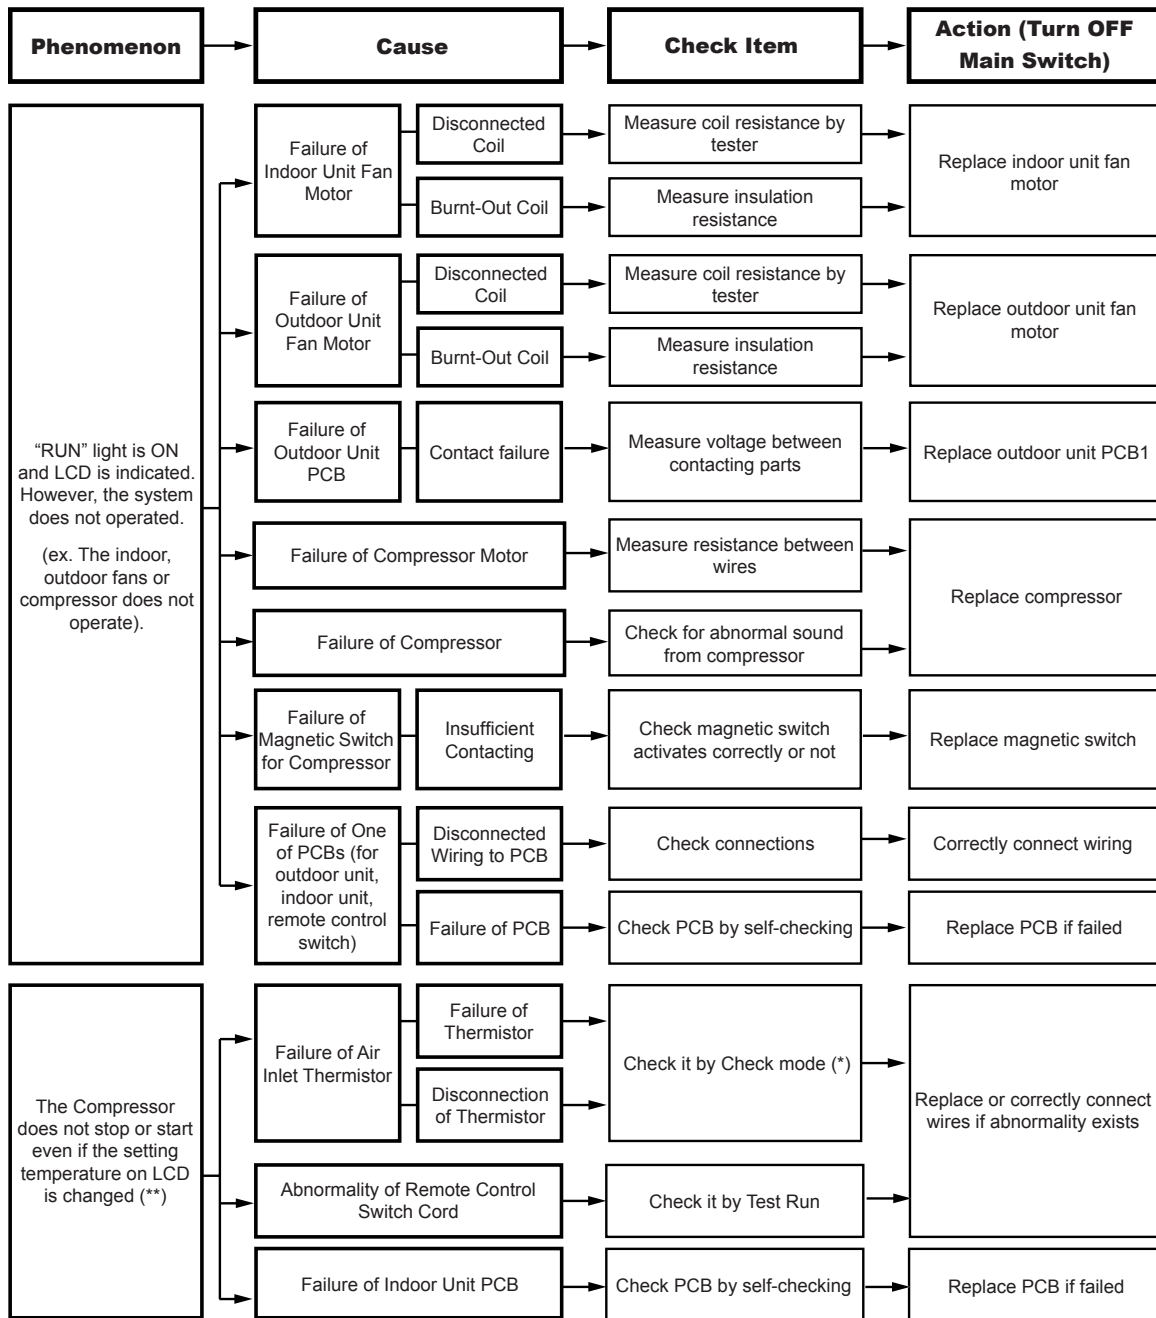 Phenomenon
Cause
Check Item
Action (Turn OFF
Main Switch)
“RUN” light is ON
and LCD is indicated.
However, the system
does not operated.
(ex. The indoor,
outdoor fans or
compressor does not
operate).
Failure of
Indoor Unit Fan
Motor
Disconnected
Coil
Measure coil resistance by
tester
Burnt-Out Coil
Measure insulation
resistance
Replace indoor unit fan
motor
Failure of
Outdoor Unit
Fan Motor
Disconnected
Coil
Measure coil resistance by
tester
Burnt-Out Coil
Measure insulation
resistance
Replace outdoor unit fan
motor
Failure of
Outdoor Unit
PCB
Contact failure
Measure voltage between
contacting parts
Replace outdoor unit PCB1
Failure of Compressor Motor
Measure resistance between
wires
Failure of Compressor
Check for abnormal sound
from compressor
Replace compressor
Failure of
Magnetic Switch
for Compressor
Insufficient
Contacting
Check magnetic switch
activates correctly or not
Replace magnetic switch
Failure of One
of PCBs (for
outdoor unit,
indoor unit,
remote control
switch)
Disconnected
Wiring to PCB
Check connections
Correctly connect wiring
Failure of PCB
Check PCB by self-checking
Replace PCB if failed
The Compressor
does not stop or start
even if the setting
temperature on LCD
is changed (**)
Failure of Air
Inlet Thermistor
Failure of
Thermistor
Disconnection
of Thermistor
Check it by Check mode (*)
Abnormality of Remote Control
Switch Cord
Check it by Test Run
Replace or correctly connect
wires if abnormality exists
Failure of Indoor Unit PCB
Check PCB by self-checking
Replace PCB if failed